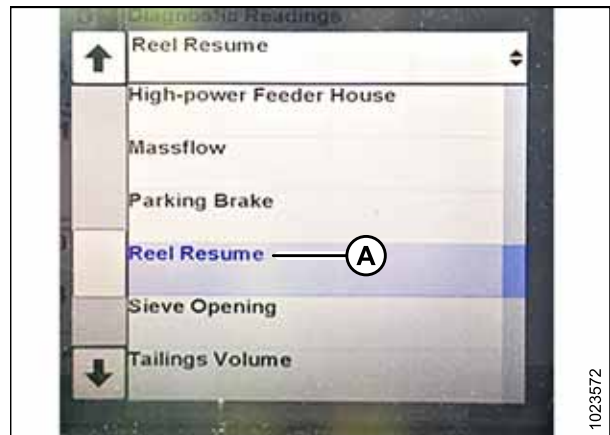 Diagnostic Readings
Reel Resume
High-power Feeder House
Massflow
Parking Brake
Reel Resume
A
Sieve Opening
Tailings Volume
1023572